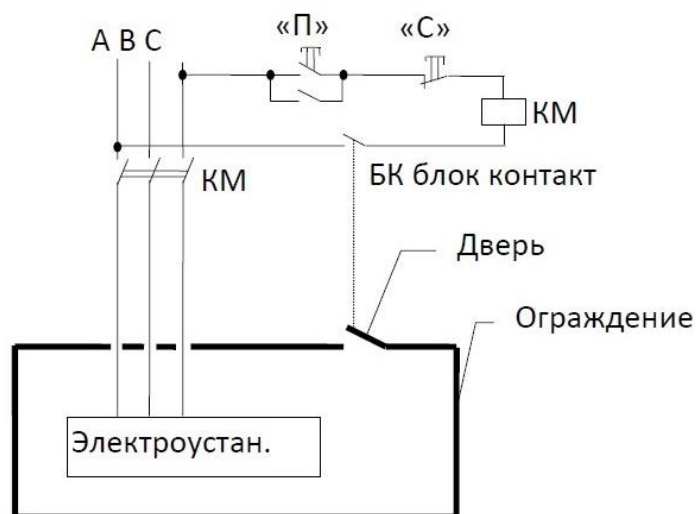 «П» «С»
А В С
КМ
КМ
БК блок контакт
Дверь
Ограждение
Электроустан.